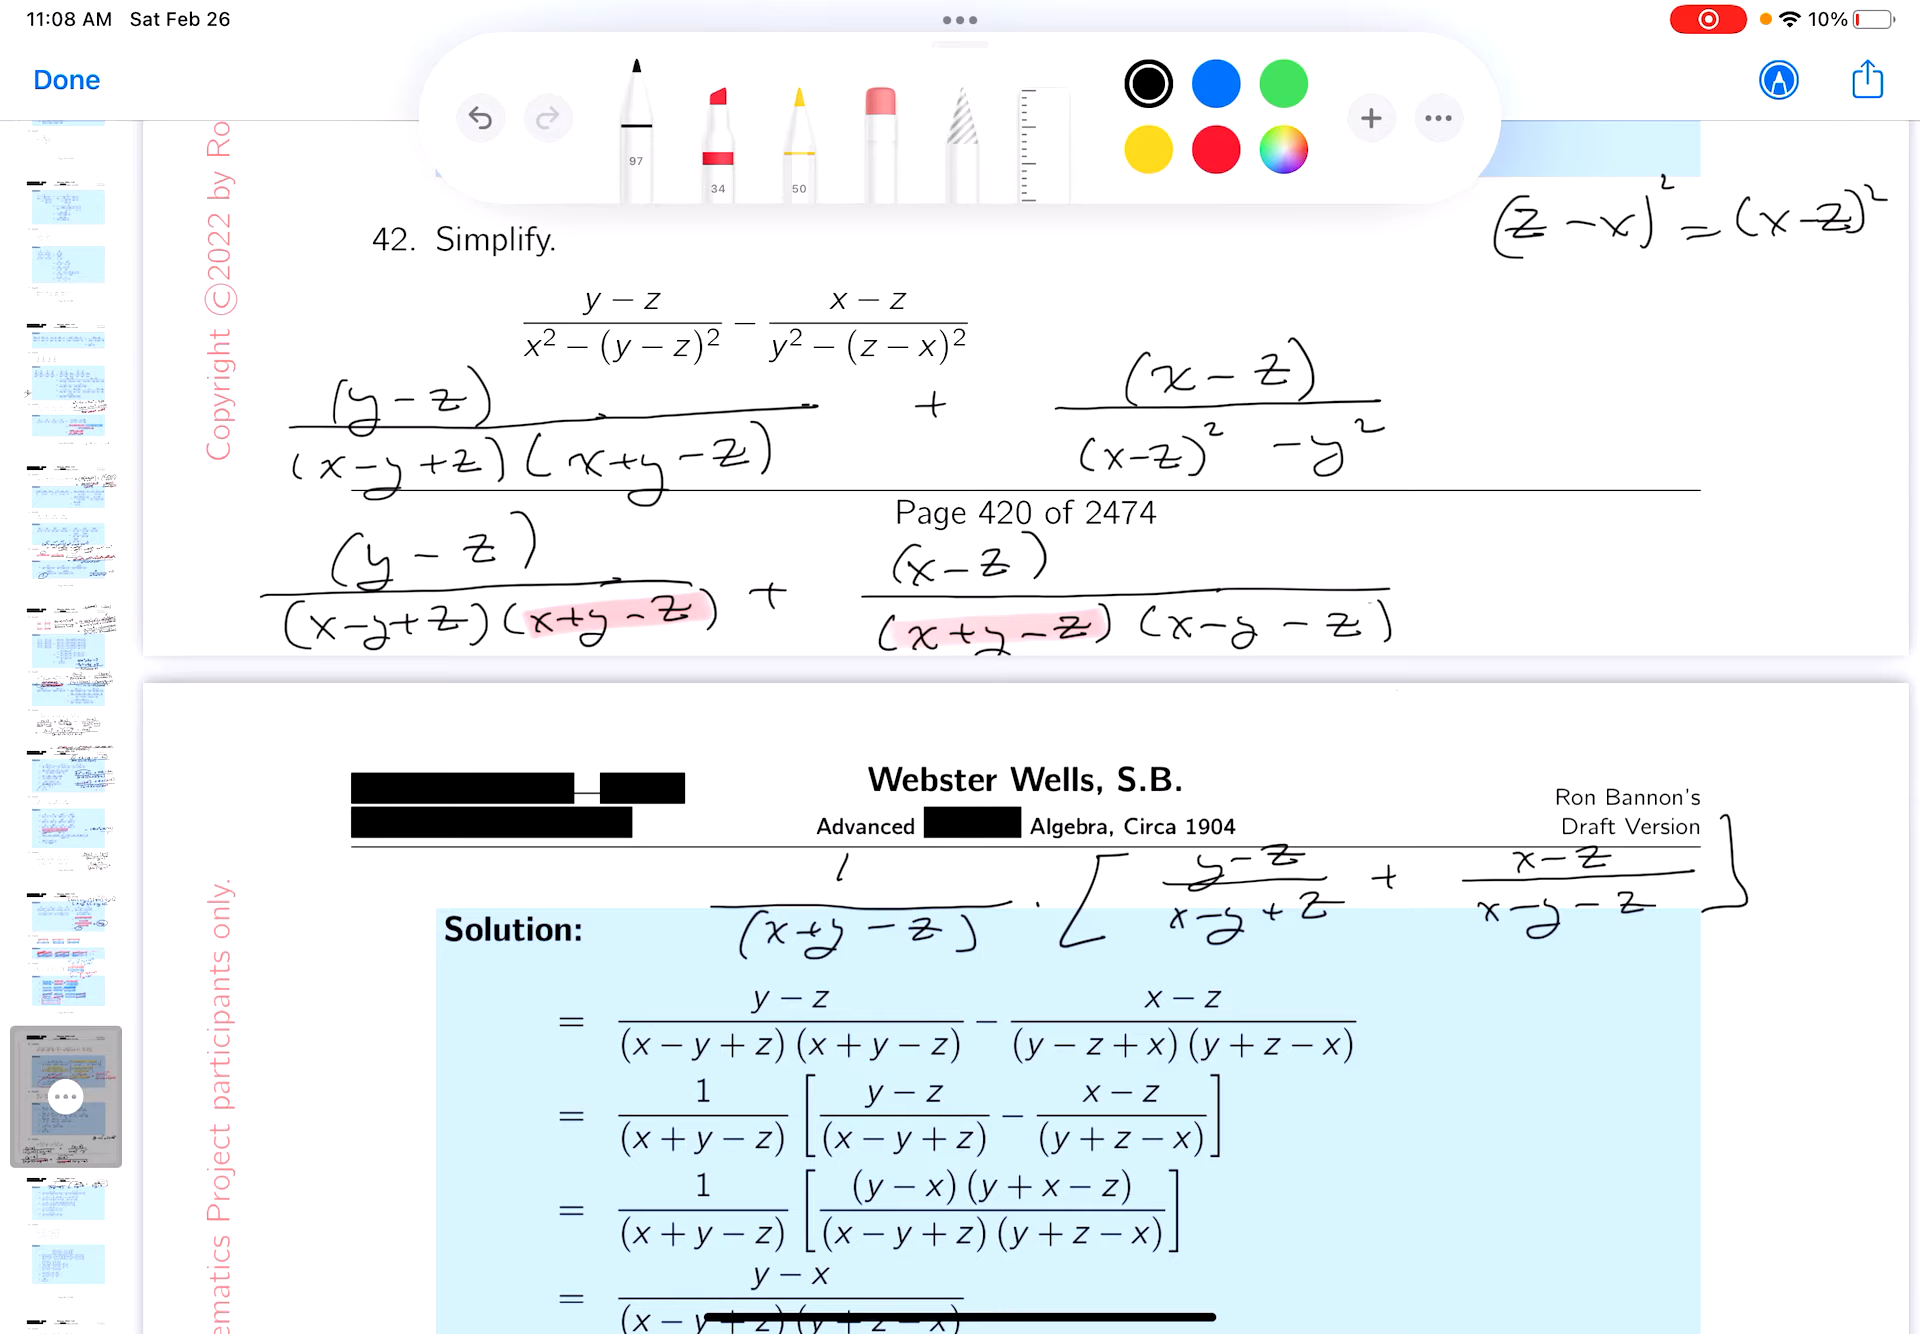 11:08 AM Sat Feb 26
10%
Done
97
34
50
Copyright ©2022 by Ro
(z − x)² = (x − z)²
42. Simplify.
y − z / x² − (y − z)² − x − z / y² − (z − x)²
(y − z) / (x − y + z)(x + y − z) + (x − z) / (x − z)² − y²
Page 420 of 2474
(y − z) / (x − y + z)(x + y − z) + (x − z) / (x + y − z)(x − y − z)
Webster Wells, S.B.
Advanced Algebra, Circa 1904
Ron Bannon's
Draft Version
1 / (x + y − z) · [ y − z / x − y + z + x − z / x − y − z ]
ematics Project participants only.
Solution:
= y − z / (x − y + z) (x + y − z) − x − z / (y − z + x) (y + z − x)
= 1 / (x + y − z) [ y − z / (x − y + z) − x − z / (y + z − x) ]
= 1 / (x + y − z) [ (y − x) (y + x − z) / (x − y + z) (y + z − x) ]
= y − x / (x − y + z) (y + z − x)